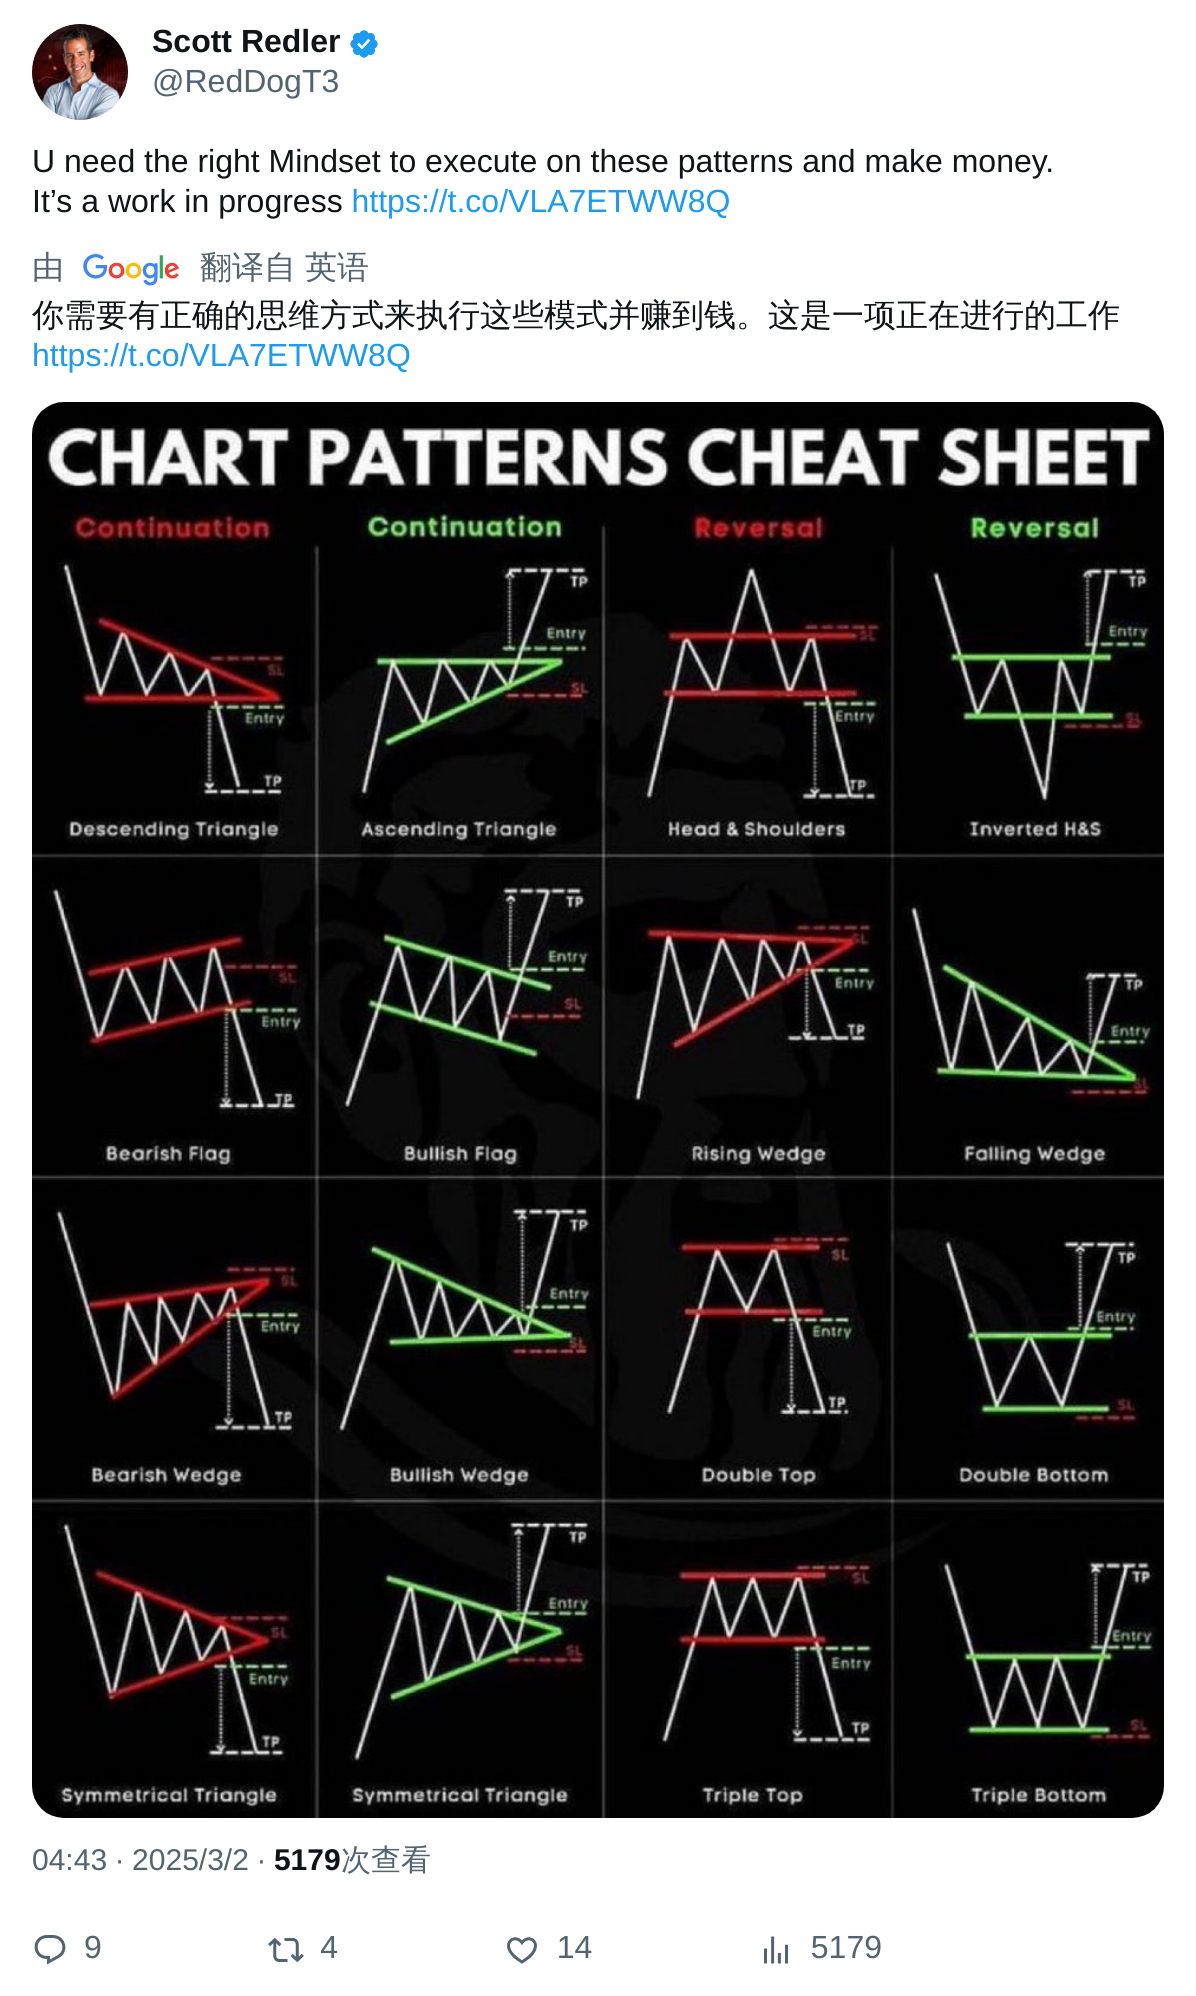 Scott Redler
@RedDogT3
U need the right Mindset to execute on these patterns and make money.
It’s a work in progress https://t.co/VLA7ETWW8Q
由 Google 翻译自 英语
你需要有正确的思维方式来执行这些模式并赚到钱。这是一项正在进行的工作
https://t.co/VLA7ETWW8Q
CHART PATTERNS CHEAT SHEET
Continuation
Continuation
Reversal
Reversal
SL
Entry
TP
Descending Triangle
TP
Entry
SL
Ascending Triangle
SL
Entry
TP
Head & Shoulders
TP
Entry
SL
Inverted H&S
SL
Entry
TP
Bearish Flag
TP
Entry
SL
Bullish Flag
SL
Entry
TP
Rising Wedge
TP
Entry
SL
Falling Wedge
SL
Entry
TP
Bearish Wedge
TP
Entry
SL
Bullish Wedge
SL
Entry
TP
Double Top
TP
Entry
SL
Double Bottom
SL
Entry
TP
Symmetrical Triangle
TP
Entry
SL
Symmetrical Triangle
SL
Entry
TP
Triple Top
TP
Entry
SL
Triple Bottom
04:43 · 2025/3/2 · 5179次查看
9
4
14
5179